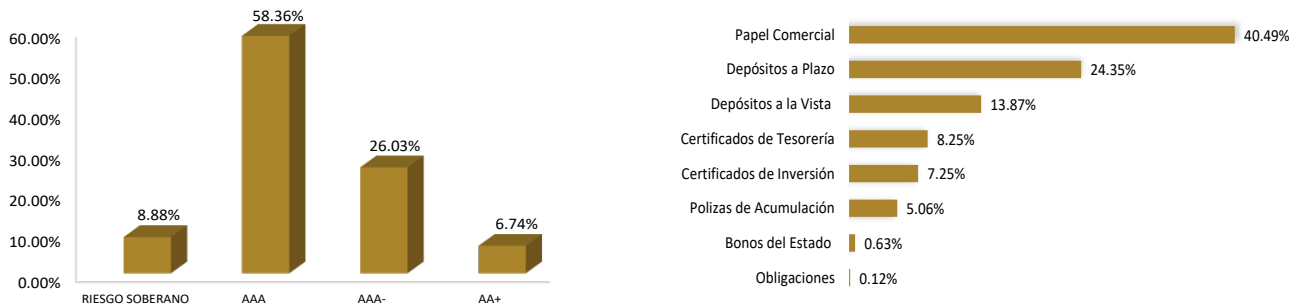 58.36%
60.00%
50.00%
40.00%
30.00%
20.00%
10.00%
0.00%
26.03%
8.88%
6.74%
RIESGO SOBERANO
AAA
AAA-
AA+
Papel Comercial 40.49%
Depósitos a Plazo 24.35%
Depósitos a la Vista 13.87%
Certificados de Tesorería 8.25%
Certificados de Inversión 7.25%
Polizas de Acumulación 5.06%
Bonos del Estado 0.63%
Obligaciones 0.12%